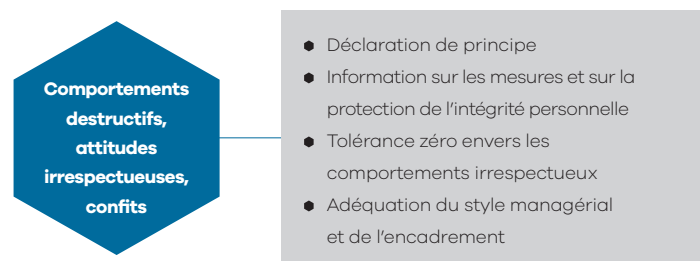 Comportements
destructifs,
attitudes
irrespectueuses,
confits
Déclaration de principe
Information sur les mesures et sur la
protection de l'intégrité personnelle
Tolérance zéro envers les
comportements irrespectueux
Adéquation du style managérial
et de l'encadrement